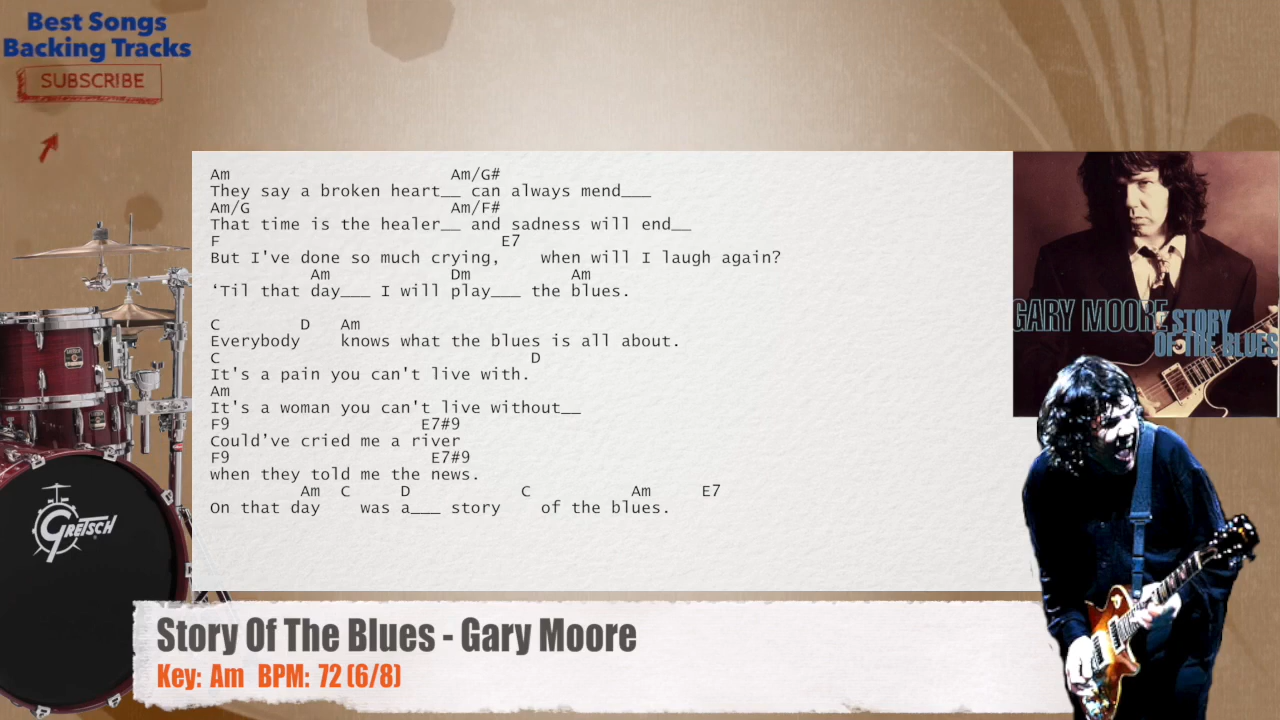 Best Songs
Backing Tracks
SUBSCRIBE
Am                      Am/G#
They say a broken heart__ can always mend___
Am/G                    Am/F#
That time is the healer__ and sadness will end__
F                            E7
But I've done so much crying,    when will I laugh again?
          Am            Dm          Am
‘Til that day___ I will play___ the blues.

C        D   Am
Everybody    knows what the blues is all about.
C                               D
It's a pain you can't live with.
Am
It's a woman you can't live without__
F9                   E7#9
Could’ve cried me a river
F9                    E7#9
when they told me the news.
         Am  C     D           C          Am     E7
On that day    was a___ story    of the blues.
GARY MOORE
STORY
OF THE BLUES
GRETSCH
Story Of The Blues - Gary Moore
Key: Am  BPM: 72 (6/8)